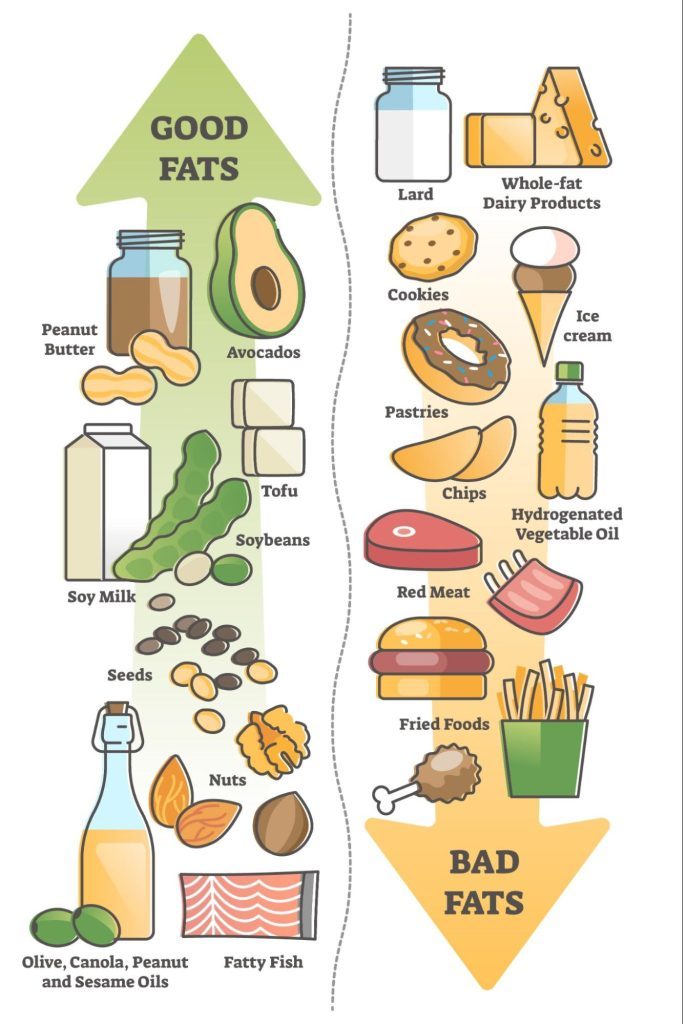 GOOD
FATS
Peanut
Butter
Avocados
Tofu
Soybeans
Soy Milk
Seeds
Nuts
Olive, Canola, Peanut
and Sesame Oils
Fatty Fish
Lard
Whole-fat
Dairy Products
Cookies
Ice
cream
Pastries
Chips
Hydrogenated
Vegetable Oil
Red Meat
Fried Foods
BAD
FATS